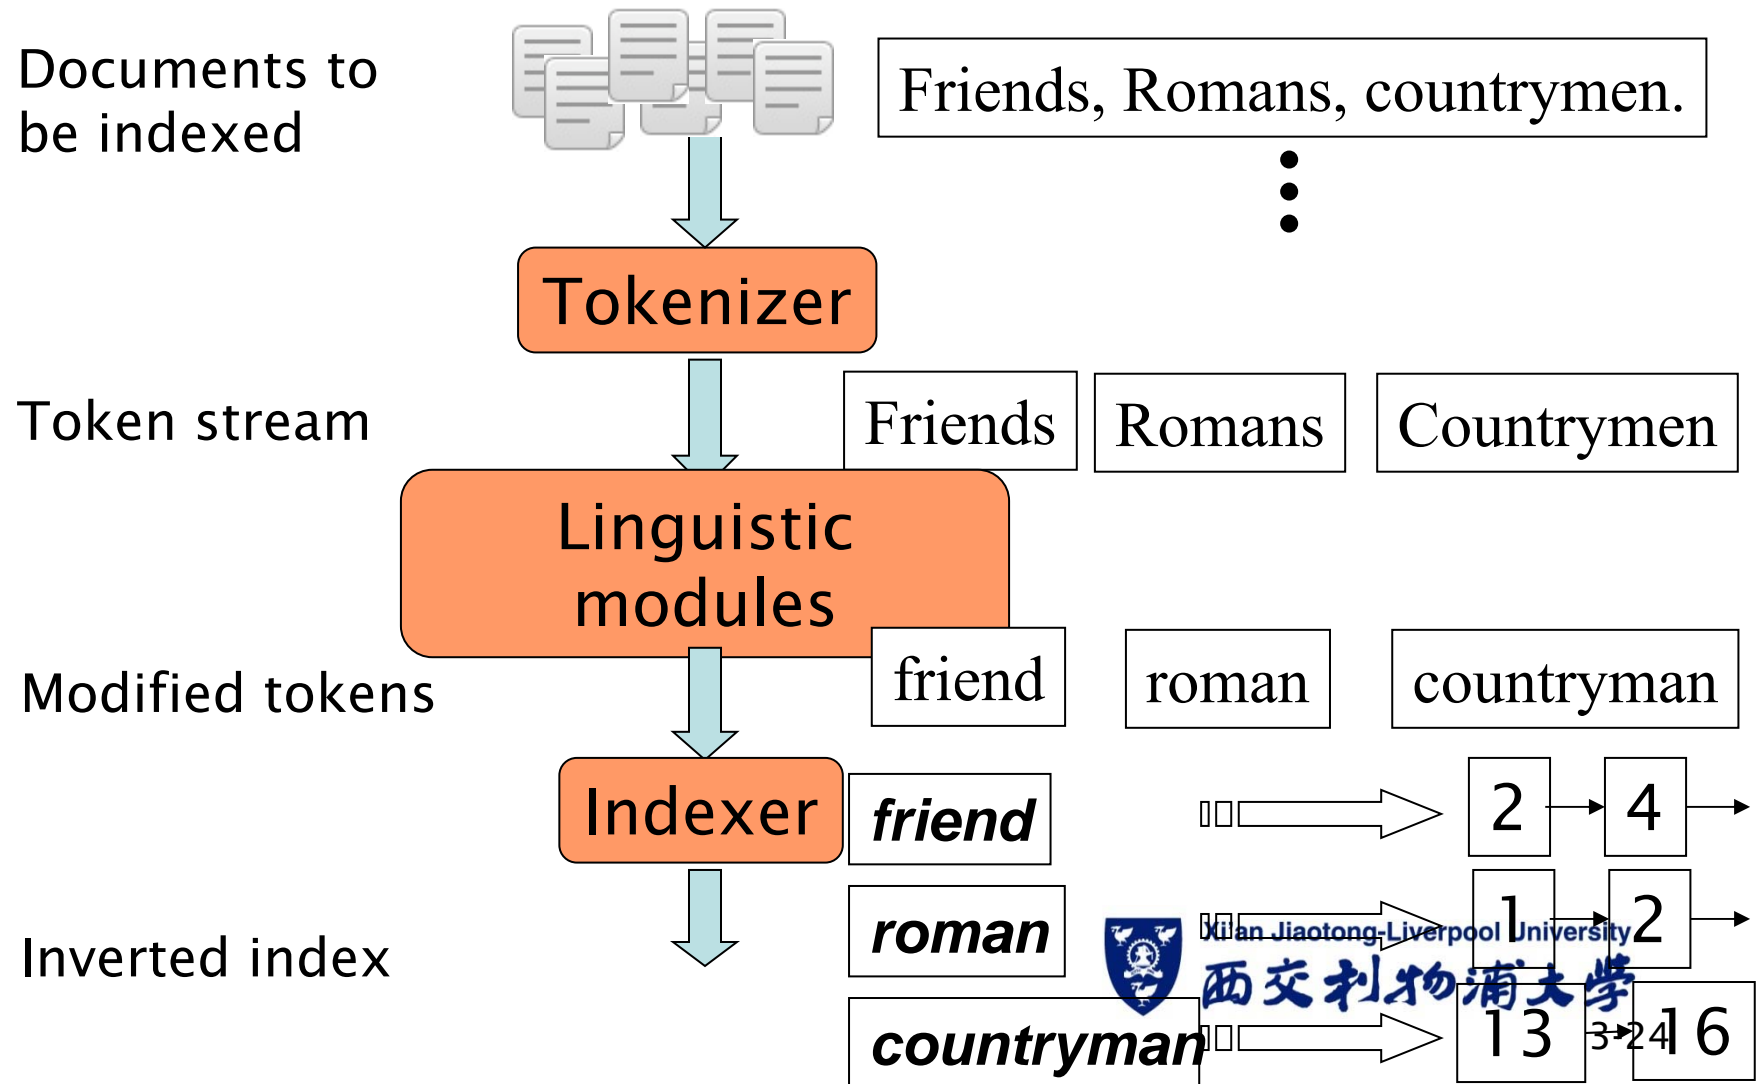 Documents to
be indexed
Friends, Romans, countrymen.
Tokenizer
Token stream
Friends Romans Countrymen
Linguistic
modules
Modified tokens
friend roman countryman
Indexer
friend 2 4
roman 1 2
Xi'an Jiaotong-Liverpool University
Inverted index
西交利物浦大学
countryman 13 16
3-24